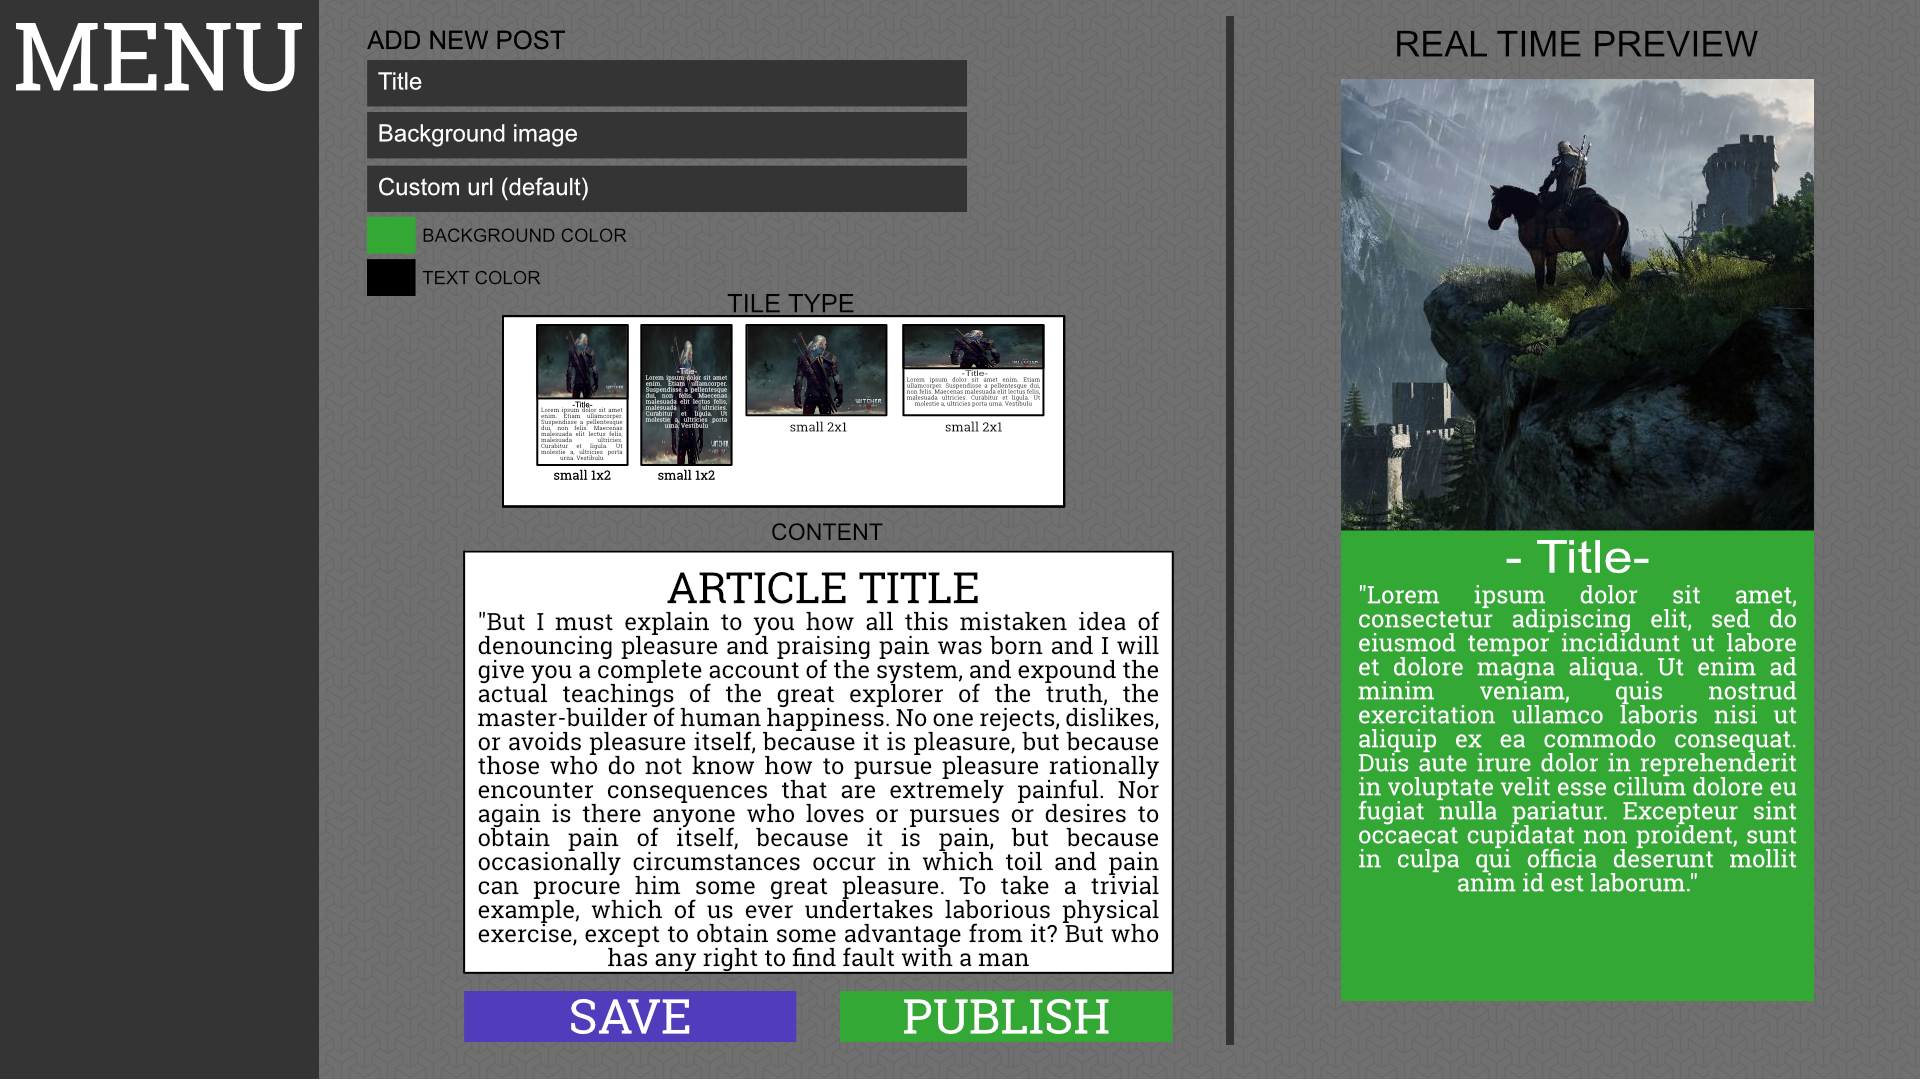 MENU
ADD NEW POST
Title
Background image
Custom url (default)
BACKGROUND COLOR
TEXT COLOR
TILE TYPE
-Title-
Lorem ipsum dolor sit amet
enim. Etiam ullamcorper.
Suspendisse a pellentesque
dui, non felis. Maecenas
malesuada elit lectus felis,
malesuada ultricies.
Curabitur et ligula. Ut
molestie a, ultricies porta
urna. Vestibulu
small 1x2
-Title-
Lorem ipsum dolor sit amet
enim. Etiam ullamcorper.
Suspendisse a pellentesque
dui, non felis. Maecenas
malesuada elit lectus felis,
malesuada ultricies.
Curabitur et ligula. Ut
molestie a, ultricies porta
urna. Vestibulu
small 1x2
WITCHER
small 2x1
-Title-
Lorem ipsum dolor sit amet enim. Etiam
ullamcorper. Suspendisse a pellentesque dui,
non felis. Maecenas malesuada elit lectus felis,
malesuada ultricies. Curabitur et ligula. Ut
molestie a, ultricies porta urna. Vestibulu
small 2x1
CONTENT
ARTICLE TITLE
"But I must explain to you how all this mistaken idea of
denouncing pleasure and praising pain was born and I will
give you a complete account of the system, and expound the
actual teachings of the great explorer of the truth, the
master-builder of human happiness. No one rejects, dislikes,
or avoids pleasure itself, because it is pleasure, but because
those who do not know how to pursue pleasure rationally
encounter consequences that are extremely painful. Nor
again is there anyone who loves or pursues or desires to
obtain pain of itself, because it is pain, but because
occasionally circumstances occur in which toil and pain
can procure him some great pleasure. To take a trivial
example, which of us ever undertakes laborious physical
exercise, except to obtain some advantage from it? But who
has any right to find fault with a man
SAVE
PUBLISH
REAL TIME PREVIEW
- Title-
"Lorem ipsum dolor sit amet,
consectetur adipiscing elit, sed do
eiusmod tempor incididunt ut labore
et dolore magna aliqua. Ut enim ad
minim veniam, quis nostrud
exercitation ullamco laboris nisi ut
aliquip ex ea commodo consequat.
Duis aute irure dolor in reprehenderit
in voluptate velit esse cillum dolore eu
fugiat nulla pariatur. Excepteur sint
occaecat cupidatat non proident, sunt
in culpa qui officia deserunt mollit
anim id est laborum."